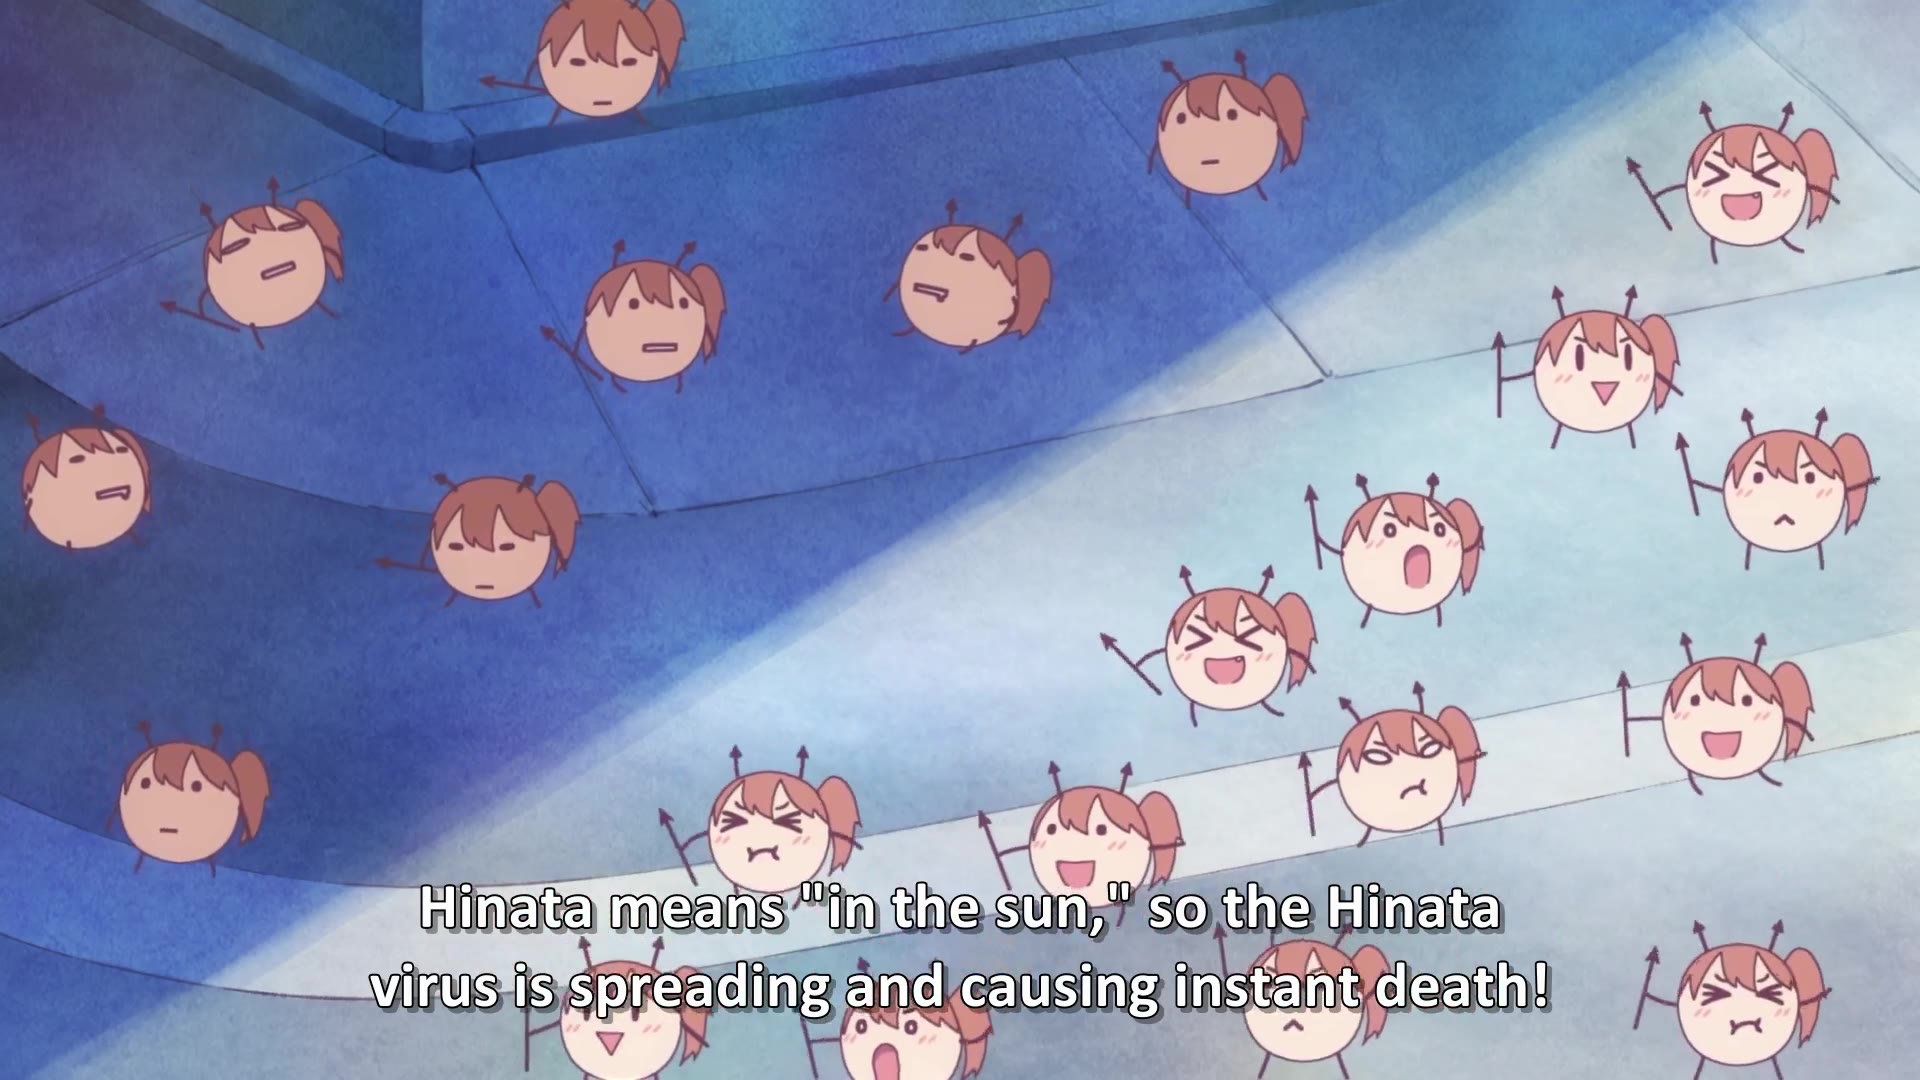 Hinata means "in the sun," so the Hinata
virus is spreading and causing instant death!